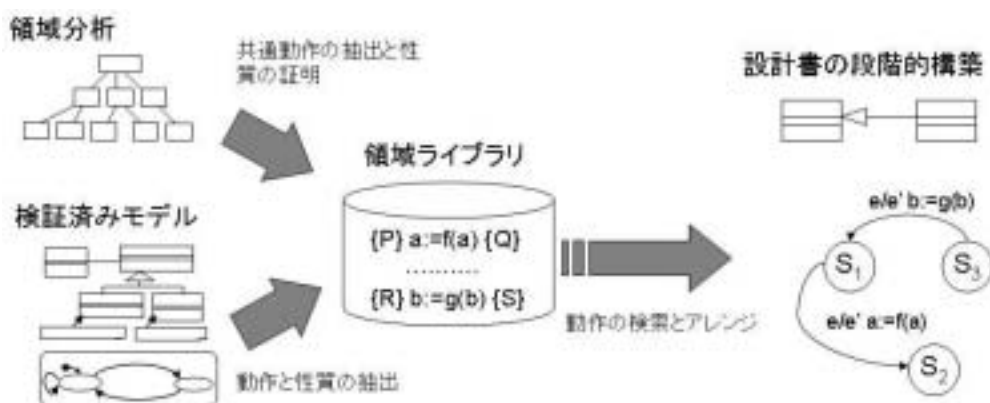 領域分析
共通動作の抽出と性
質の証明
設計書の段階的構築
領域ライブラリ
検証済みモデル
{P} a:=f(a) {Q}
..........
{R} b:=g(b) {S}
動作と性質の抽出
動作の検索とアレンジ
e/e' b:=g(b)
S1
S3
e/e' a:=f(a)
S2